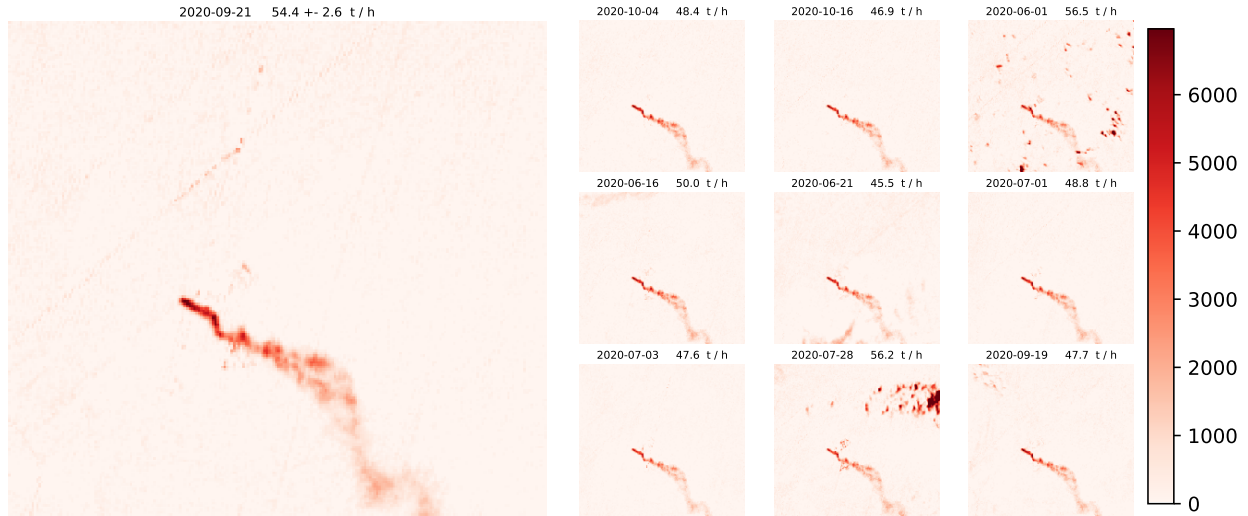 2020-09-21 54.4 +- 2.6 t / h
2020-10-04 48.4 t / h
2020-10-16 46.9 t / h
2020-06-01 56.5 t / h
2020-06-16 50.0 t / h
2020-06-21 45.5 t / h
2020-07-01 48.8 t / h
2020-07-03 47.6 t / h
2020-07-28 56.2 t / h
2020-09-19 47.7 t / h
6000
5000
4000
3000
2000
1000
0